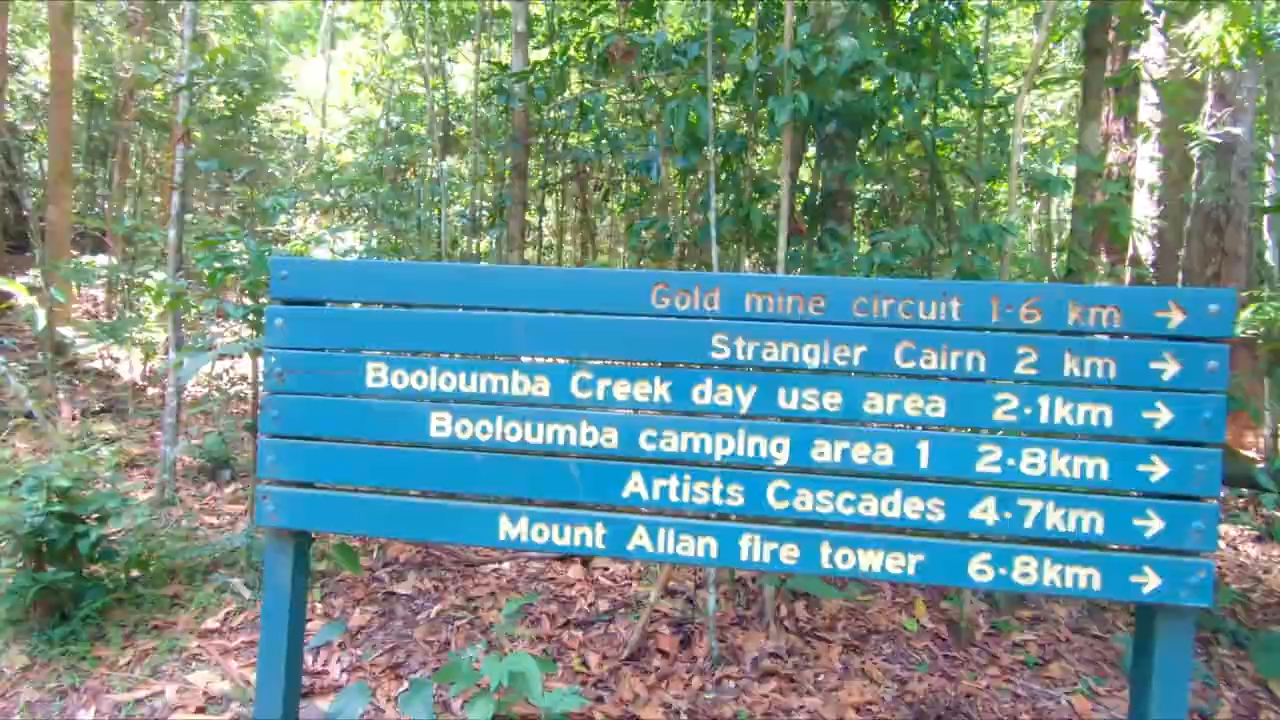 Gold mine circuit 1·6 km →
Strangler Cairn 2 km →
Booloumba Creek day use area 2·1km →
Booloumba camping area 1 2·8km →
Artists Cascades 4·7km →
Mount Allan fire tower 6·8km →